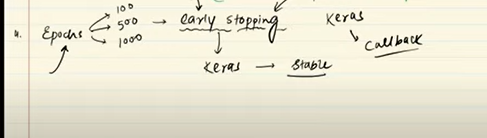 100
4. Epochs 500 → early stopping Keras
1000 Callback
Keras → stable